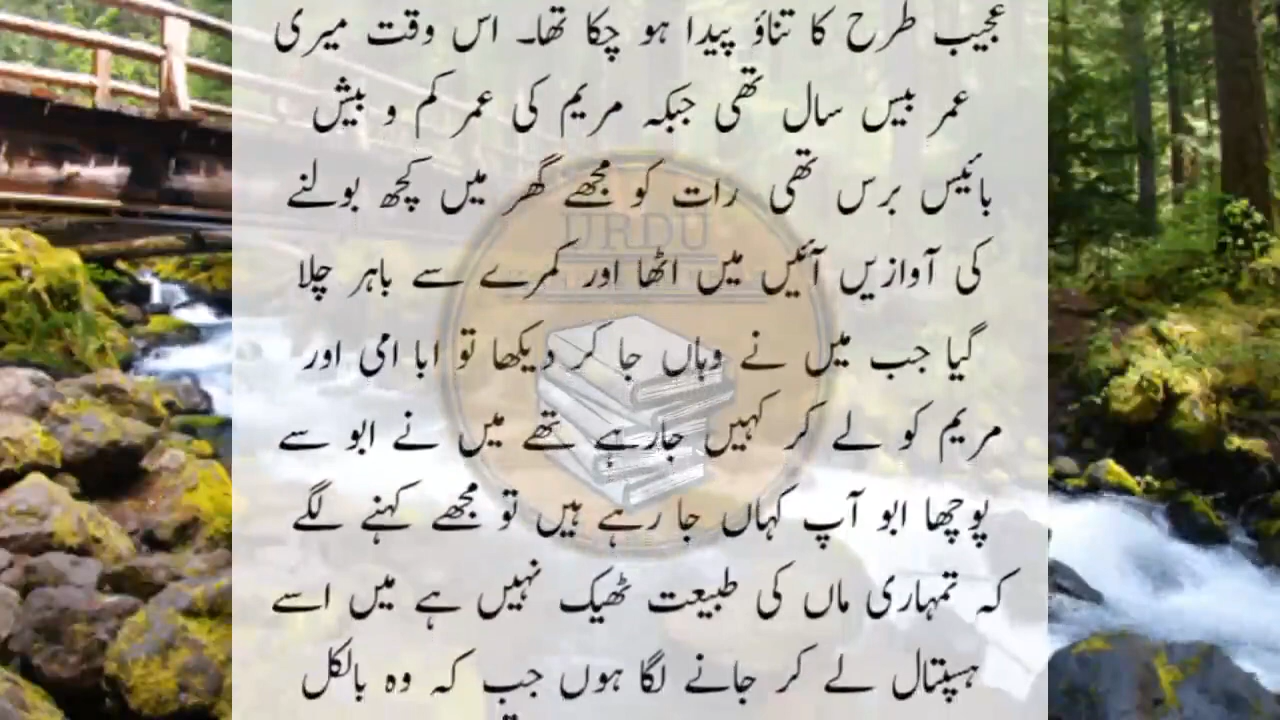 عجیب طرح کا تناؤ پیدا ہو چکا تھا۔ اس وقت میری
عمر بیس سال تھی جبکہ مریم کی عمر کم و بیش
بائیس برس تھی رات کو مجھے گھر میں کچھ بولنے
URDU
کی آوازیں آئیں میں اٹھا اور کمرے سے باہر چلا
گیا جب میں نے وہاں جا کر دیکھا تو ابا امی اور
مریم کو لے کر کہیں جارہے تھے میں نے ابو سے
پوچھا ابو آپ کہاں جا رہے ہیں تو مجھے کہنے لگے
کہ تمہاری ماں کی طبیعت ٹھیک نہیں ہے میں اسے
ہسپتال لے کر جانے لگا ہوں جب کہ وہ بالکل